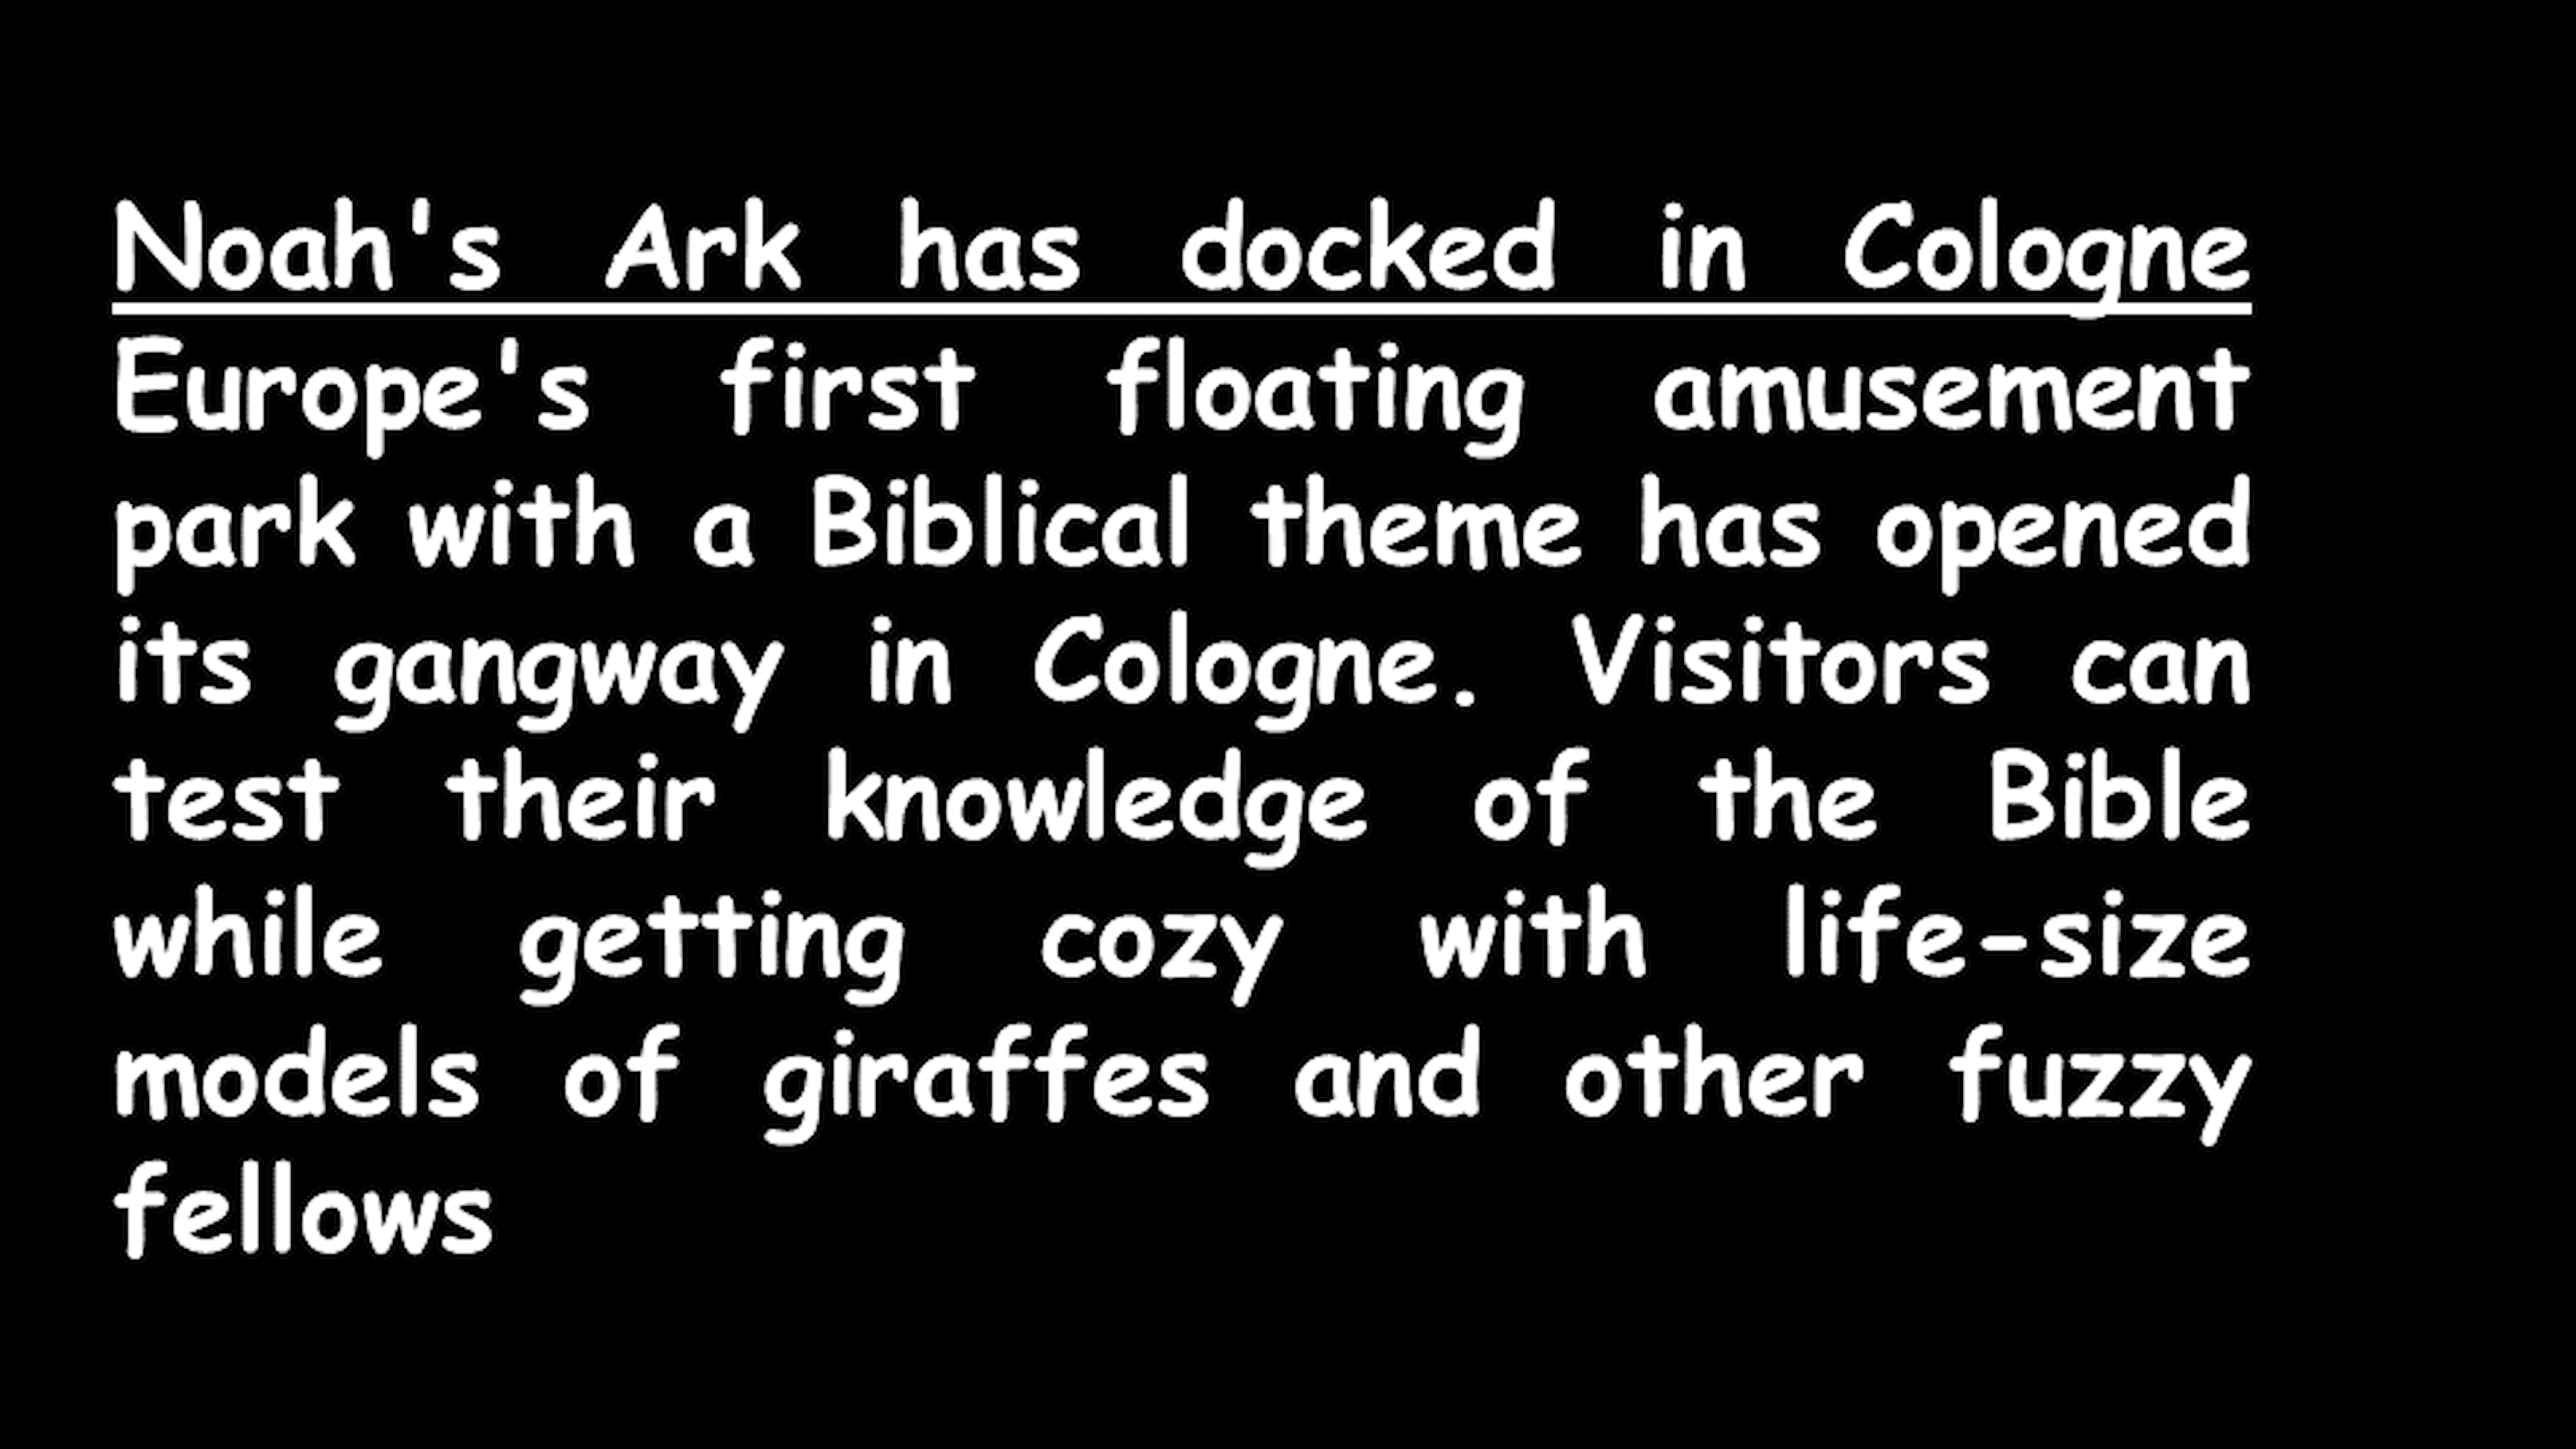 Noah's Ark has docked in Cologne
Europe's first floating amusement
park with a Biblical theme has opened
its gangway in Cologne. Visitors can
test their knowledge of the Bible
while getting cozy with life-size
models of giraffes and other fuzzy
fellows